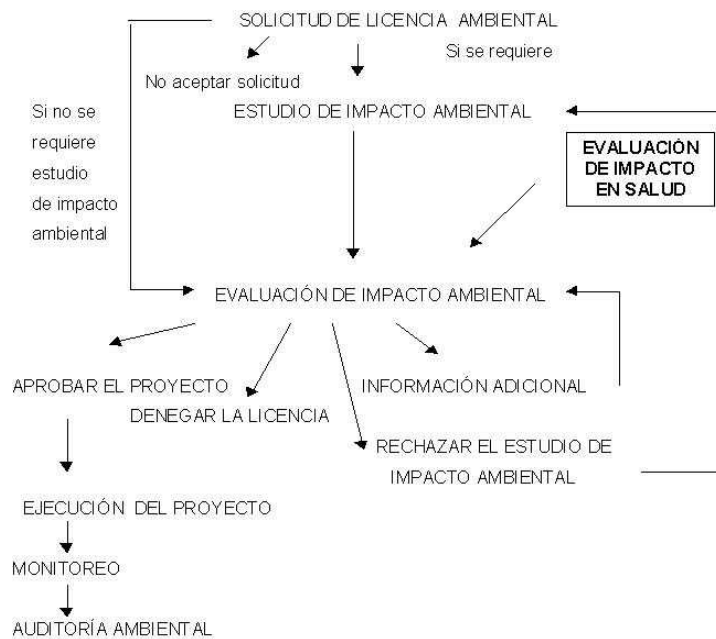 SOLICITUD DE LICENCIA AMBIENTAL
Si se requiere
No aceptar solicitud
Si no se
requiere
estudio
de impacto
ambiental
ESTUDIO DE IMPACTO AMBIENTAL
EVALUACIÓN
DE IMPACTO
EN SALUD
EVALUACIÓN DE IMPACTO AMBIENTAL
APROBAR EL PROYECTO
DENEGAR LA LICENCIA
INFORMACIÓN ADICIONAL
RECHAZAR EL ESTUDIO DE
IMPACTO AMBIENTAL
EJECUCIÓN DEL PROYECTO
MONITOREO
AUDITORÍA AMBIENTAL